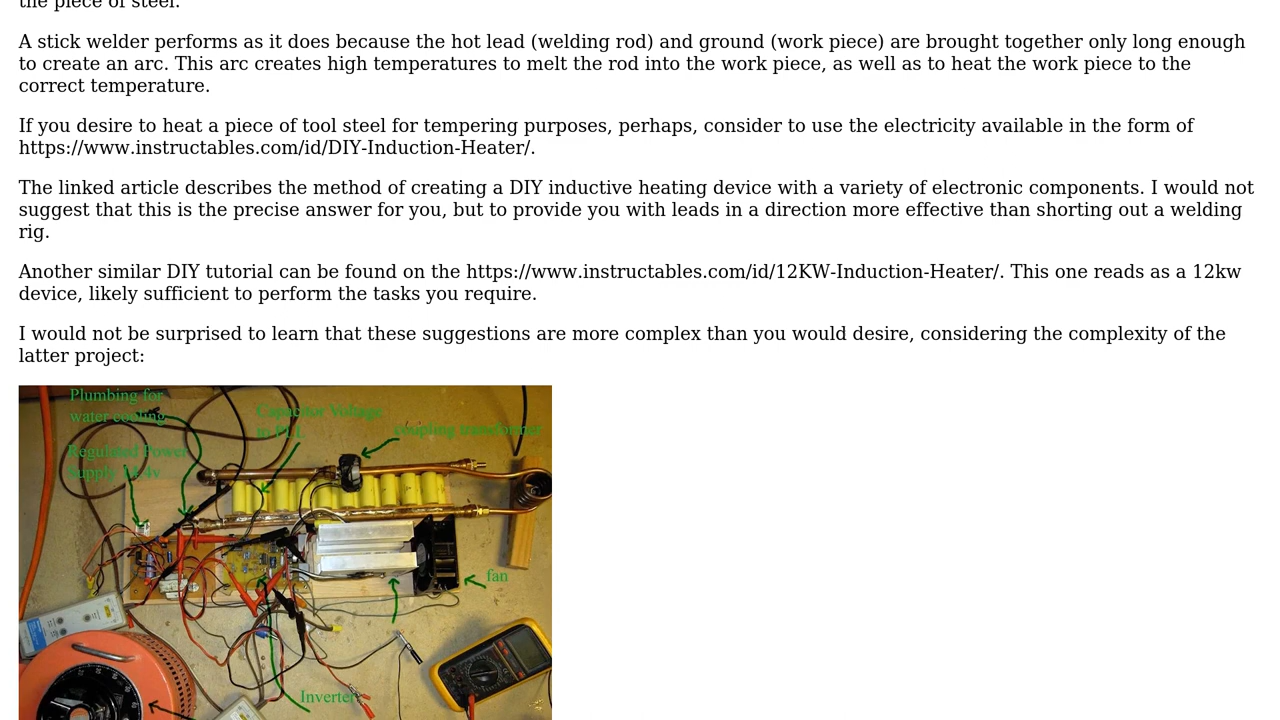 the piece of steel.
A stick welder performs as it does because the hot lead (welding rod) and ground (work piece) are brought together only long enough
to create an arc. This arc creates high temperatures to melt the rod into the work piece, as well as to heat the work piece to the
correct temperature.
If you desire to heat a piece of tool steel for tempering purposes, perhaps, consider to use the electricity available in the form of
https://www.instructables.com/id/DIY-Induction-Heater/.
The linked article describes the method of creating a DIY inductive heating device with a variety of electronic components. I would not
suggest that this is the precise answer for you, but to provide you with leads in a direction more effective than shorting out a welding
rig.
Another similar DIY tutorial can be found on the https://www.instructables.com/id/12KW-Induction-Heater/. This one reads as a 12kw
device, likely sufficient to perform the tasks you require.
I would not be surprised to learn that these suggestions are more complex than you would desire, considering the complexity of the
latter project:
Plumbing for
water cooling
Capacitor Voltage
to PLL
coupling transformer
Regulated Power
Supply 14.4v
fan
Inverter